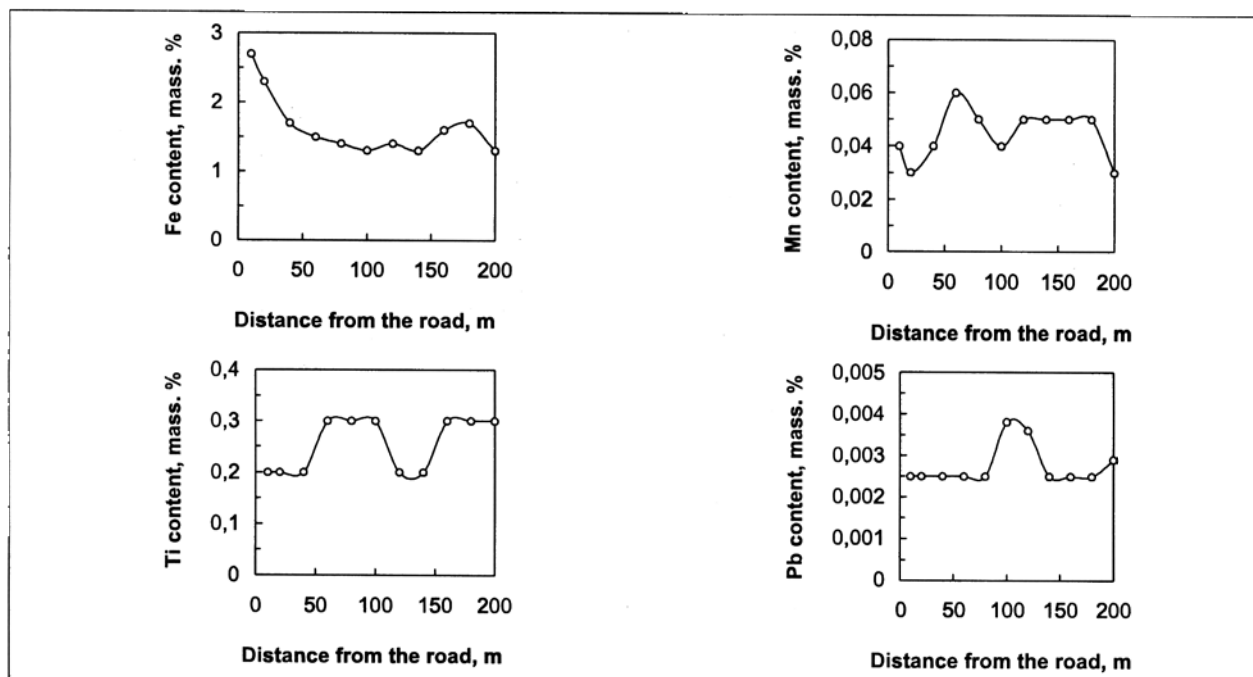 Fe content, mass. %
3
2
1
0
0 50 100 150 200
Distance from the road, m
Mn content, mass. %
0,08
0,06
0,04
0,02
0
0 50 100 150 200
Distance from the road, m
Ti content, mass. %
0,4
0,3
0,2
0,1
0
0 50 100 150 200
Distance from the road, m
Pb content, mass. %
0,005
0,004
0,003
0,002
0,001
0
0 50 100 150 200
Distance from the road, m